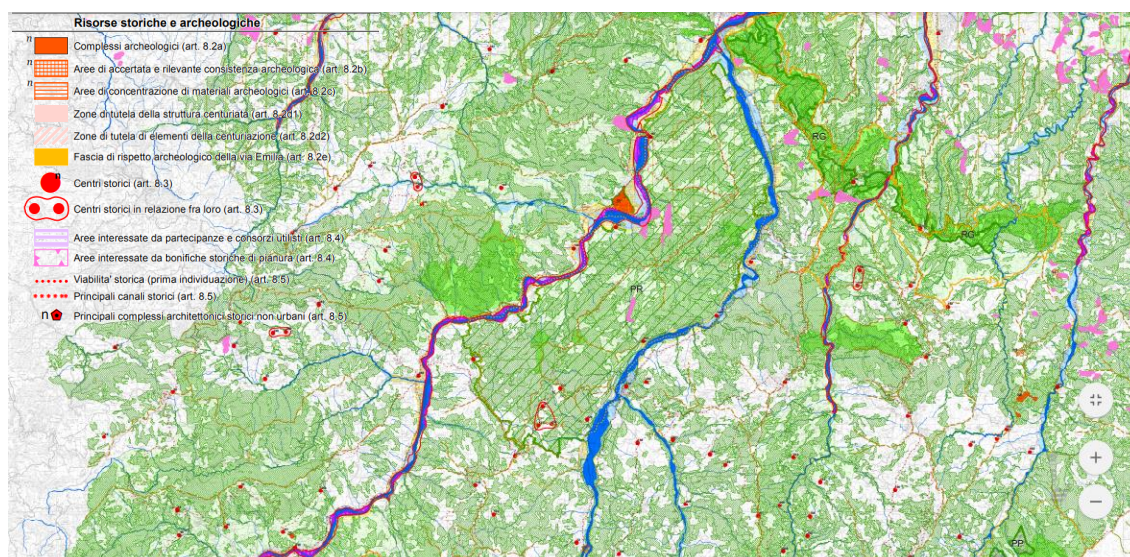 Risorse storiche e archeologiche
n Complessi archeologici (art. 8.2a)
n Aree di accertata e rilevante consistenza archeologica (art. 8.2b)
n Aree di concentrazione di materiali archeologici (art. 8.2c)
Zone di tutela della struttura centuriata (art. 8.2d1)
Zone di tutela di elementi della centuriazione (art. 8.2d2)
Fascia di rispetto archeologico della via Emilia (art. 8.2e)
n Centri storici (art. 8.3)
Centri storici in relazione fra loro (art. 8.3)
Aree interessate da partecipanze e consorzi utilisti (art. 8.4)
Aree interessate da bonifiche storiche di pianura (art. 8.4)
Viabilita' storica (prima individuazione) (art. 8.5)
Principali canali storici (art. 8.5)
n Principali complessi architettonici storici non urbani (art. 8.5)
RG
RG
PR
PP